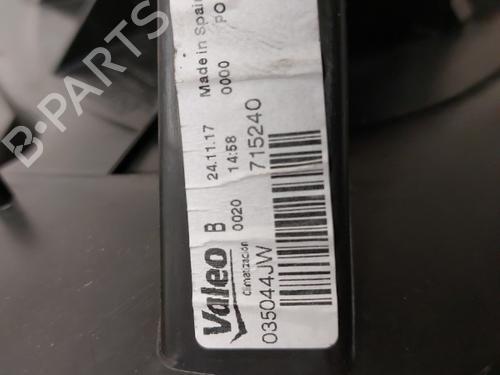 Valeo B 24.11.17 Made in Spain
Climatización 0020 14:58 0000 PO
035044JW 715240
B-PARTS